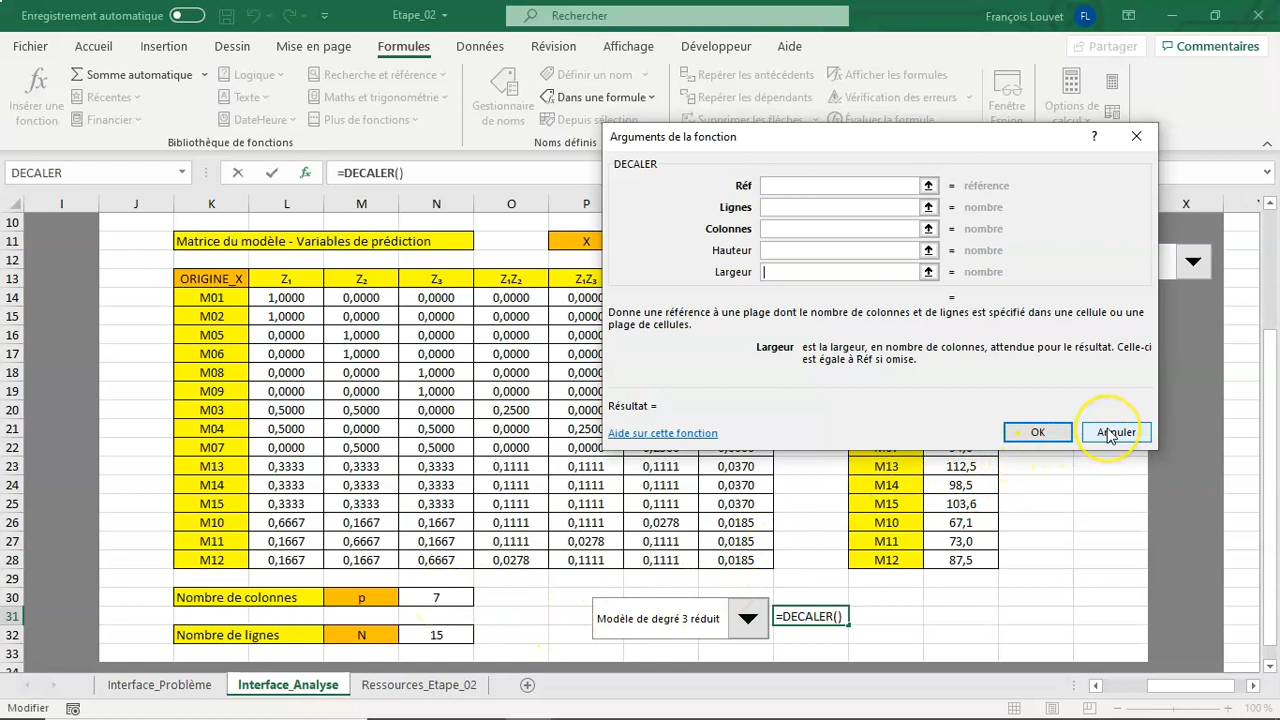 Enregistrement automatique
Etape_02
Rechercher
François Louvet
FL
Fichier
Accueil
Insertion
Dessin
Mise en page
Formules
Données
Révision
Affichage
Développeur
Aide
Partager
Commentaires
Insérer une
fonction
Somme automatique
Récentes
Financier
Logique
Texte
DateHeure
Recherche et référence
Maths et trigonométrie
Plus de fonctions
Bibliothèque de fonctions
Gestionnaire
de noms
Définir un nom
Dans une formule
Depuis sélection
Noms définis
Repérer les antécédents
Repérer les dépendants
Supprimer les flèches
Afficher les formules
Vérification des erreurs
Évaluer la formule
Fenêtre
Espion
Options de
calcul
DECALER
=DECALER()
Arguments de la fonction
?
DECALER
Réf = référence
Lignes = nombre
Colonnes = nombre
Hauteur = nombre
Largeur = nombre
=
Donne une référence à une plage dont le nombre de colonnes et de lignes est spécifié dans une cellule ou une
plage de cellules.
Largeur est la largeur, en nombre de colonnes, attendue pour le résultat. Celle-ci
est égale à Réf si omise.
Résultat =
Aide sur cette fonction
OK
Annuler
I J K L M N O P X
10
11 Matrice du modèle - Variables de prédiction X
12
13 ORIGINE_X Z₁ Z₂ Z₃ Z₁Z₂ Z₁Z₃
14 M01 1,0000 0,0000 0,0000 0,0000 0,000
15 M02 1,0000 0,0000 0,0000 0,0000 0,000
16 M05 0,0000 1,0000 0,0000 0,0000 0,000
17 M06 0,0000 1,0000 0,0000 0,0000 0,000
18 M08 0,0000 0,0000 1,0000 0,0000 0,000
19 M09 0,0000 0,0000 1,0000 0,0000 0,000
20 M03 0,5000 0,5000 0,0000 0,2500 0,000
21 M04 0,5000 0,0000 0,5000 0,0000 0,250
22 M07 0,0000 0,5000 0,5000 0,0000
23 M13 0,3333 0,3333 0,3333 0,1111 0,1111 0,1111 0,0370 M13 112,5
24 M14 0,3333 0,3333 0,3333 0,1111 0,1111 0,1111 0,0370 M14 98,5
25 M15 0,3333 0,3333 0,3333 0,1111 0,1111 0,1111 0,0370 M15 103,6
26 M10 0,6667 0,1667 0,1667 0,1111 0,1111 0,0278 0,0185 M10 67,1
27 M11 0,1667 0,6667 0,1667 0,1111 0,0278 0,1111 0,0185 M11 73,0
28 M12 0,1667 0,1667 0,6667 0,0278 0,1111 0,1111 0,0185 M12 87,5
29
30 Nombre de colonnes p 7
31 Modèle de degré 3 réduit =DECALER()
32 Nombre de lignes N 15
33
Interface_Problème
Interface_Analyse
Ressources_Etape_02
Modifier
100 %